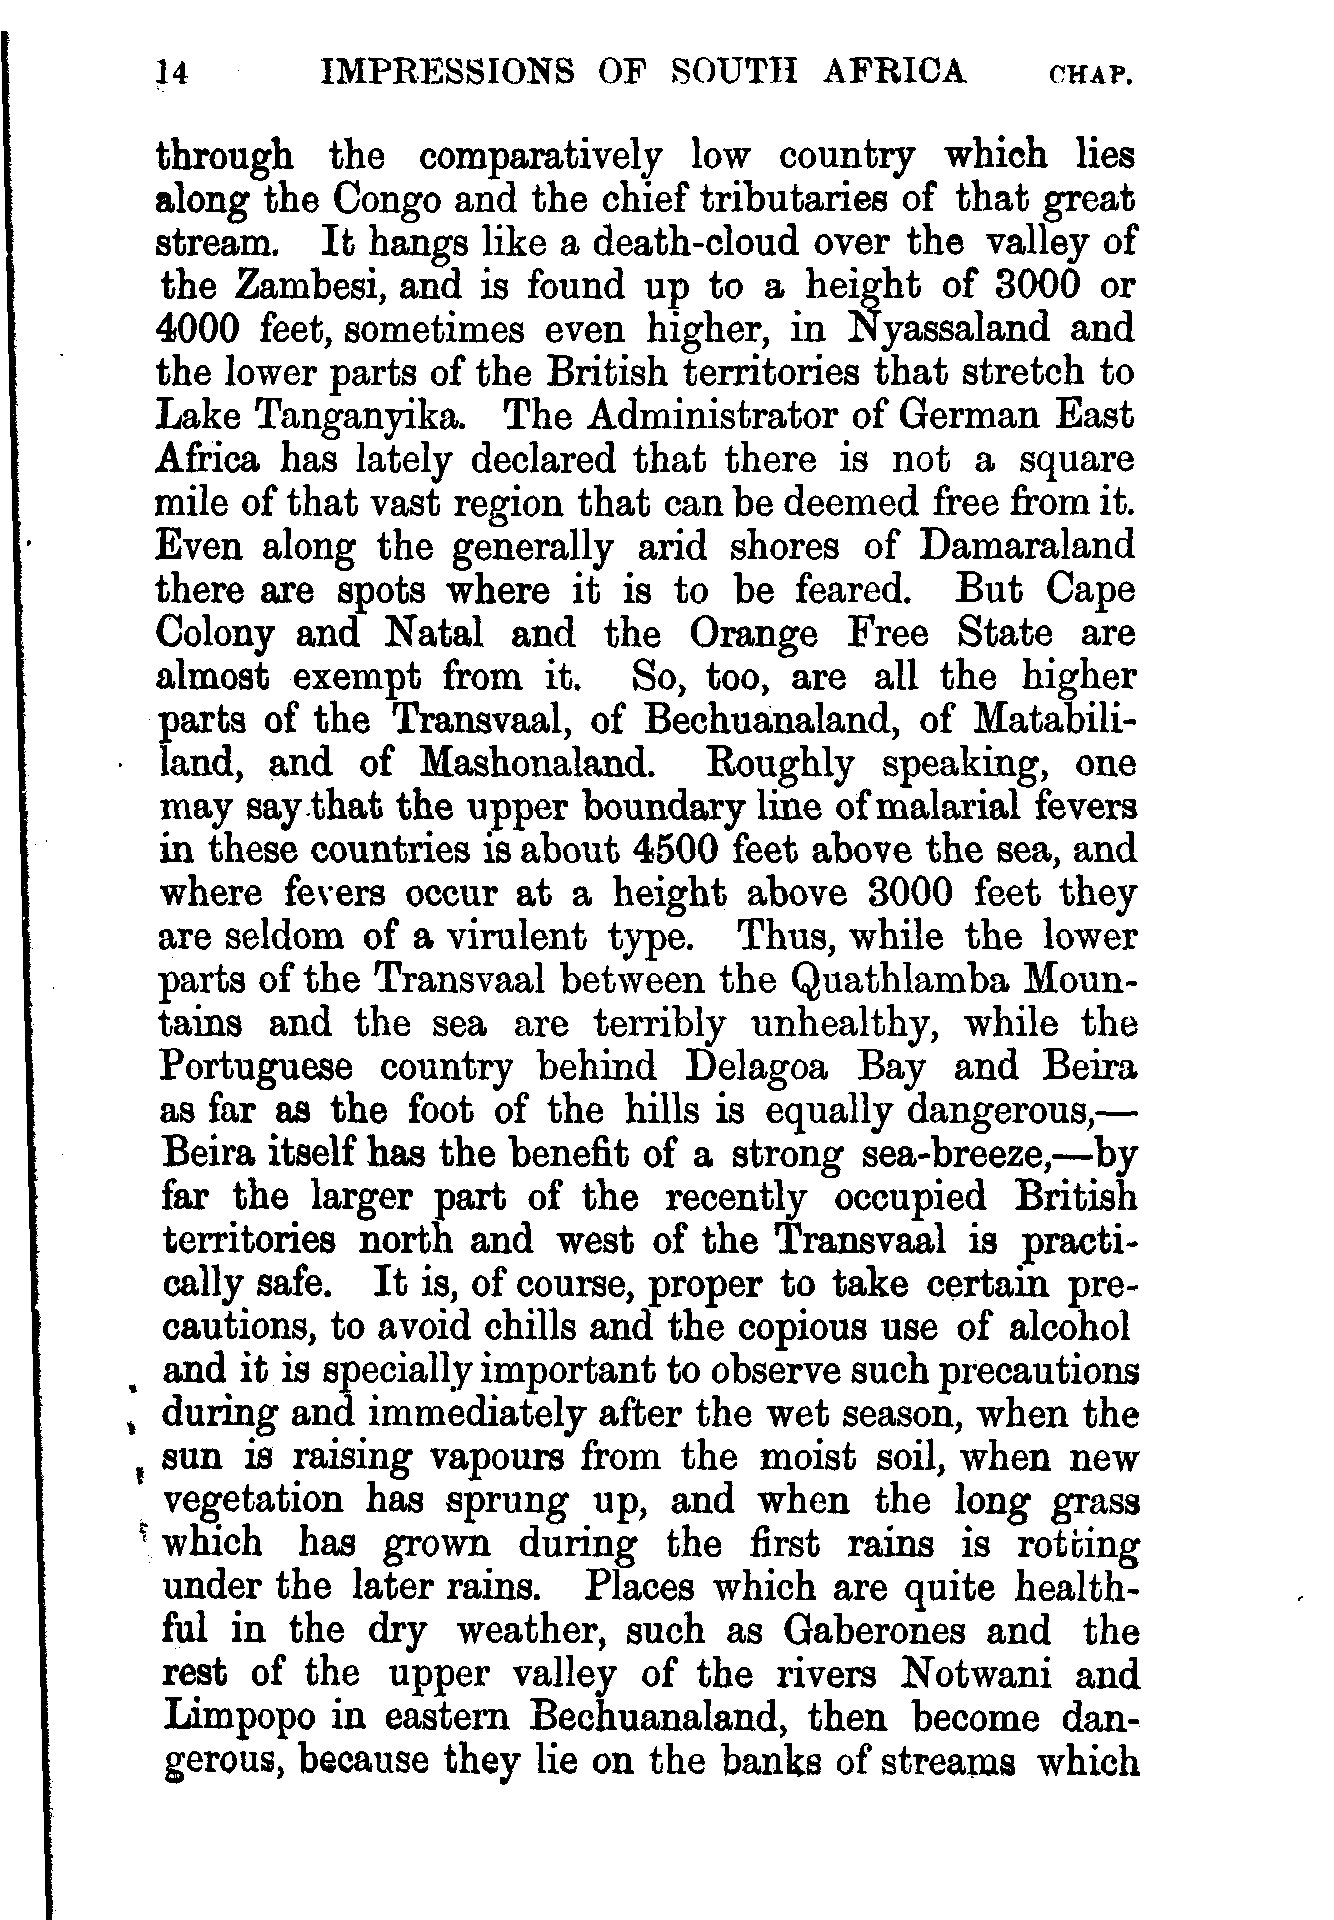 14 IMPRESSIONS OF SOUTH AFRICA CHAP.
through the comparatively low country which lies
along the Congo and the chief tributaries of that great
stream. It hangs like a death-cloud over the valley of
the Zambesi, and is found up to a height of 3000 or
4000 feet, sometimes even higher, in Nyassaland and
the lower parts of the British territories that stretch to
Lake Tanganyika. The Administrator of German East
Africa has lately declared that there is not a square
mile of that vast region that can be deemed free from it.
Even along the generally arid shores of Damaraland
there are spots where it is to be feared. But Cape
Colony and Natal and the Orange Free State are
almost exempt from it. So, too, are all the higher
parts of the Transvaal, of Bechuanaland, of Matabili-
land, and of Mashonaland. Roughly speaking, one
may say that the upper boundary line of malarial fevers
in these countries is about 4500 feet above the sea, and
where fevers occur at a height above 3000 feet they
are seldom of a virulent type. Thus, while the lower
parts of the Transvaal between the Quathlamba Moun-
tains and the sea are terribly unhealthy, while the
Portuguese country behind Delagoa Bay and Beira
as far as the foot of the hills is equally dangerous,—
Beira itself has the benefit of a strong sea-breeze,—by
far the larger part of the recently occupied British
territories north and west of the Transvaal is practi-
cally safe. It is, of course, proper to take certain pre-
cautions, to avoid chills and the copious use of alcohol
and it is specially important to observe such precautions
during and immediately after the wet season, when the
sun is raising vapours from the moist soil, when new
vegetation has sprung up, and when the long grass
which has grown during the first rains is rotting
under the later rains. Places which are quite health-
ful in the dry weather, such as Gaberones and the
rest of the upper valley of the rivers Notwani and
Limpopo in eastern Bechuanaland, then become dan-
gerous, because they lie on the banks of streams which